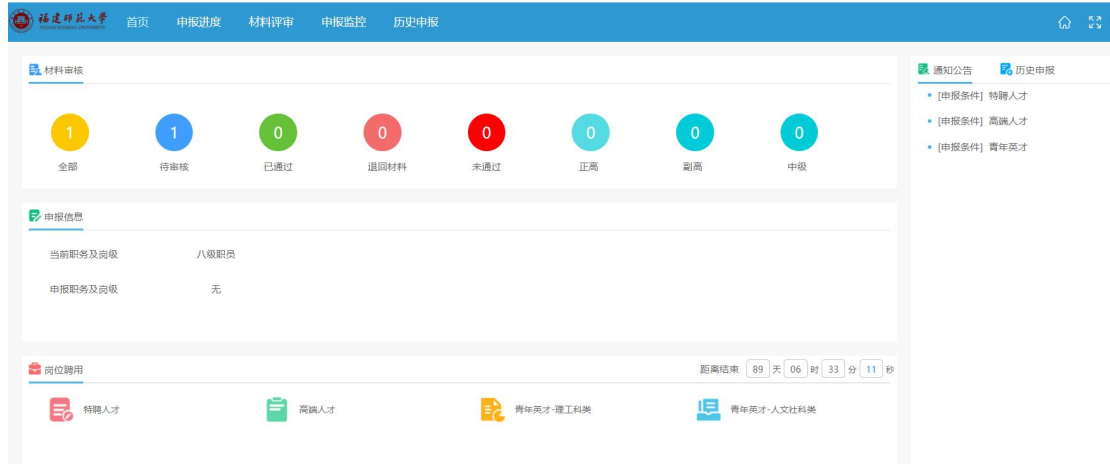 福建师范大学 首页 申报进度 材料评审 申报监控 历史申报
FUJIAN NORMAL UNIVERSITY
材料审核
1 1 0 0 0 0 0 0
全部 待审核 已通过 退回材料 未通过 正高 副高 中级
申报信息
当前职务及岗级 八级职员
申报职务及岗级 无
岗位聘用 距离结束 89 天 06 时 33 分 11 秒
特聘人才 高端人才 青年英才-理工科类 青年英才-人文社科类
通知公告 历史申报
[申报条件] 特聘人才
[申报条件] 高端人才
[申报条件] 青年英才